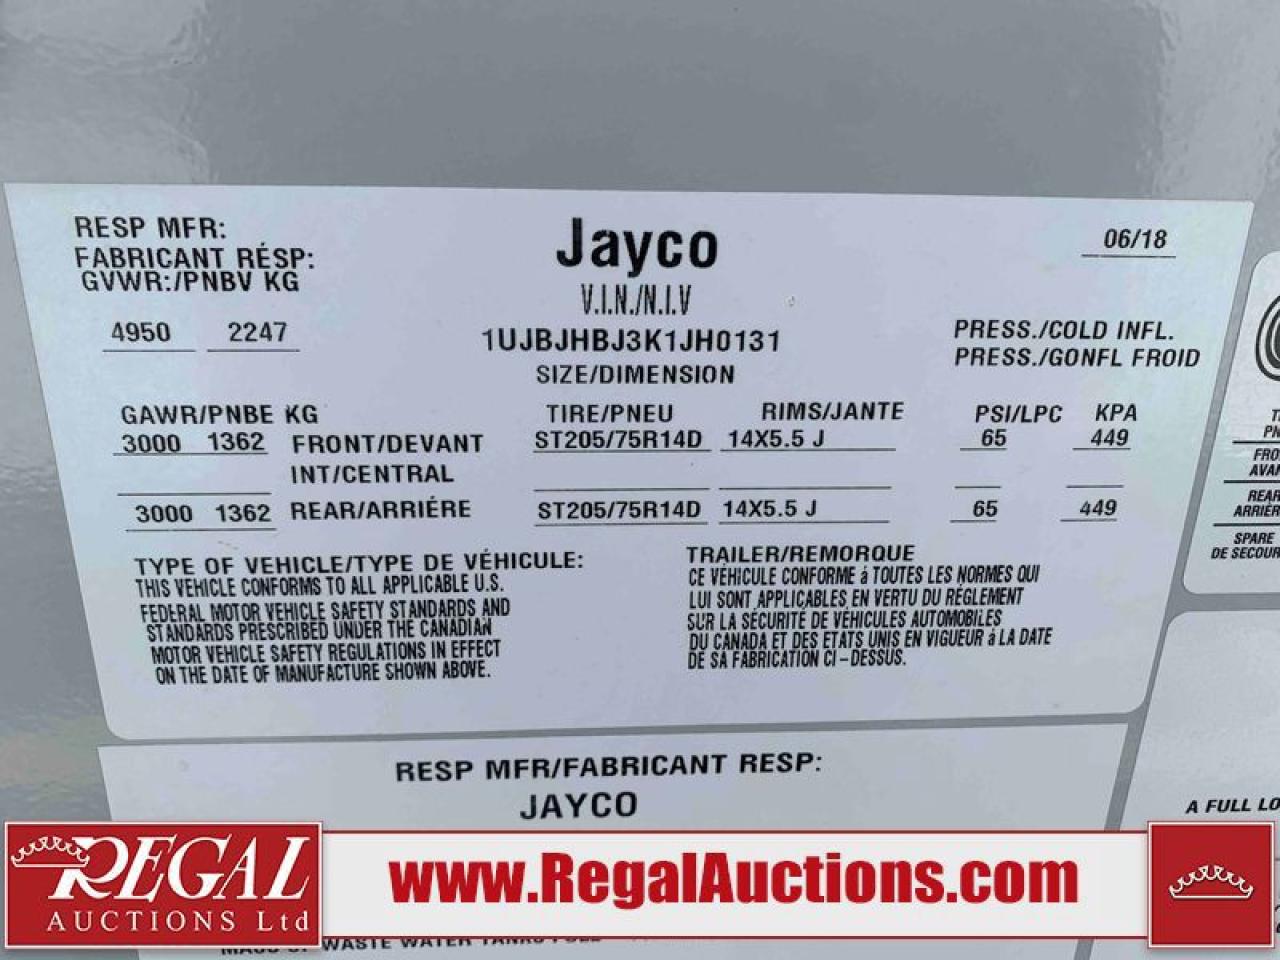 RESP MFR:
FABRICANT RÉSP:
GVWR:/PNBV KG
Jayco
06/18
V.I.N./N.I.V
4950 2247
1UJBJHBJ3K1JH0131
PRESS./COLD INFL.
PRESS./GONFL FROID
SIZE/DIMENSION
GAWR/PNBE KG TIRE/PNEU RIMS/JANTE PSI/LPC KPA
3000 1362 FRONT/DEVANT ST205/75R14D 14X5.5 J 65 449
INT/CENTRAL
3000 1362 REAR/ARRIÉRE ST205/75R14D 14X5.5 J 65 449
TYPE OF VEHICLE/TYPE DE VÉHICULE: TRAILER/REMORQUE
THIS VEHICLE CONFORMS TO ALL APPLICABLE U.S.
FEDERAL MOTOR VEHICLE SAFETY STANDARDS AND
STANDARDS PRESCRIBED UNDER THE CANADIAN
MOTOR VEHICLE SAFETY REGULATIONS IN EFFECT
ON THE DATE OF MANUFACTURE SHOWN ABOVE.
CE VÉHICULE CONFORME á TOUTES LES NORMES QUI
LUI SONT APPLICABLES EN VERTU DU RÉGLEMENT
SUR LA SÉCURITÉ DE VÉHICULES AUTOMOBILES
DU CANADA ET DES ETATS UNIS EN VIGUEUR á LA DATE
DE SA FABRICATION CI-DESSUS.
FRO
AVAN
REAR
ARRIÉR
SPARE
DE SECOUR
RESP MFR/FABRICANT RESP:
JAYCO
A FULL LO
REGAL
AUCTIONS Ltd
www.RegalAuctions.com
WASTE WATER